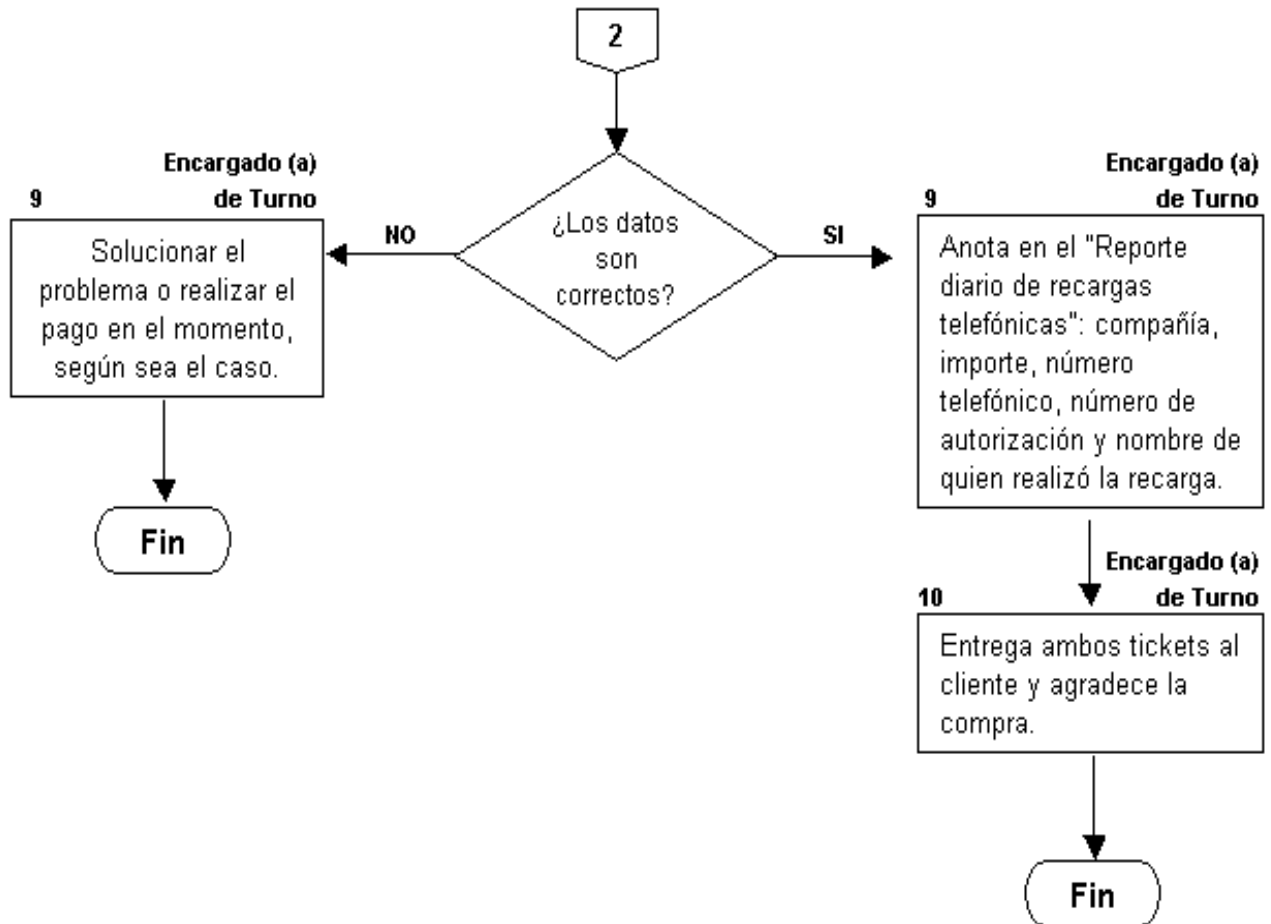 2
¿Los datos
son
correctos?
NO
SI
Encargado (a)
9 de Turno
Solucionar el
problema o realizar el
pago en el momento,
según sea el caso.
Fin
Encargado (a)
9 de Turno
Anota en el "Reporte
diario de recargas
telefónicas": compañía,
importe, número
telefónico, número de
autorización y nombre de
quien realizó la recarga.
Encargado (a)
10 de Turno
Entrega ambos tickets al
cliente y agradece la
compra.
Fin